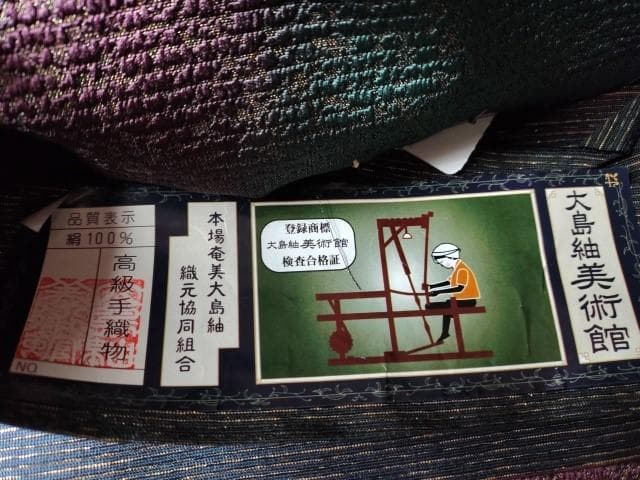 品質表示
絹100%
高級手織物
NO
本場奄美大島紬
織元協同組合
登録商標
大島紬美術館
検査合格証
大島紬美術館